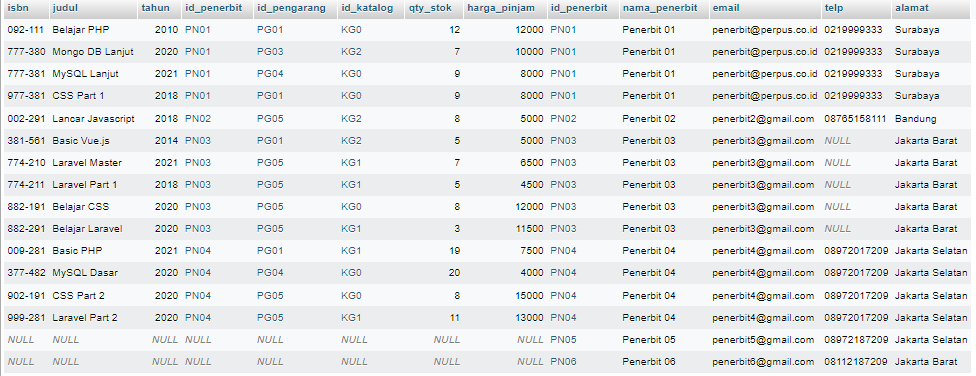 isbn judul tahun id_penerbit id_pengarang id_katalog qty_stok harga_pinjam id_penerbit nama_penerbit email telp alamat
092-111 Belajar PHP 2010 PN01 PG01 KG0 12 12000 PN01 Penerbit 01 penerbit@perpus.co.id 0219999333 Surabaya
777-380 Mongo DB Lanjut 2020 PN01 PG03 KG2 7 10000 PN01 Penerbit 01 penerbit@perpus.co.id 0219999333 Surabaya
777-381 MySQL Lanjut 2021 PN01 PG04 KG0 9 8000 PN01 Penerbit 01 penerbit@perpus.co.id 0219999333 Surabaya
977-381 CSS Part 1 2018 PN01 PG01 KG0 9 8000 PN01 Penerbit 01 penerbit@perpus.co.id 0219999333 Surabaya
002-291 Lancar Javascript 2018 PN02 PG05 KG2 8 5000 PN02 Penerbit 02 penerbit2@gmail.com 08765158111 Bandung
381-561 Basic Vue.js 2014 PN03 PG01 KG2 5 5000 PN03 Penerbit 03 penerbit3@gmail.com NULL Jakarta Barat
774-210 Laravel Master 2021 PN03 PG05 KG1 7 6500 PN03 Penerbit 03 penerbit3@gmail.com NULL Jakarta Barat
774-211 Laravel Part 1 2018 PN03 PG05 KG1 5 4500 PN03 Penerbit 03 penerbit3@gmail.com NULL Jakarta Barat
882-191 Belajar CSS 2020 PN03 PG05 KG0 8 12000 PN03 Penerbit 03 penerbit3@gmail.com NULL Jakarta Barat
882-291 Belajar Laravel 2020 PN03 PG05 KG1 3 11500 PN03 Penerbit 03 penerbit3@gmail.com NULL Jakarta Barat
009-281 Basic PHP 2021 PN04 PG01 KG1 19 7500 PN04 Penerbit 04 penerbit4@gmail.com 08972017209 Jakarta Selatan
377-482 MySQL Dasar 2020 PN04 PG04 KG0 20 4000 PN04 Penerbit 04 penerbit4@gmail.com 08972017209 Jakarta Selatan
902-191 CSS Part 2 2020 PN04 PG05 KG0 8 15000 PN04 Penerbit 04 penerbit4@gmail.com 08972017209 Jakarta Selatan
999-281 Laravel Part 2 2020 PN04 PG05 KG1 11 13000 PN04 Penerbit 04 penerbit4@gmail.com 08972017209 Jakarta Selatan
NULL NULL NULL NULL NULL NULL NULL NULL PN05 Penerbit 05 penerbit5@gmail.com 08972187209 Jakarta Selatan
NULL NULL NULL NULL NULL NULL NULL NULL PN06 Penerbit 06 penerbit6@gmail.com 08112187209 Jakarta Barat